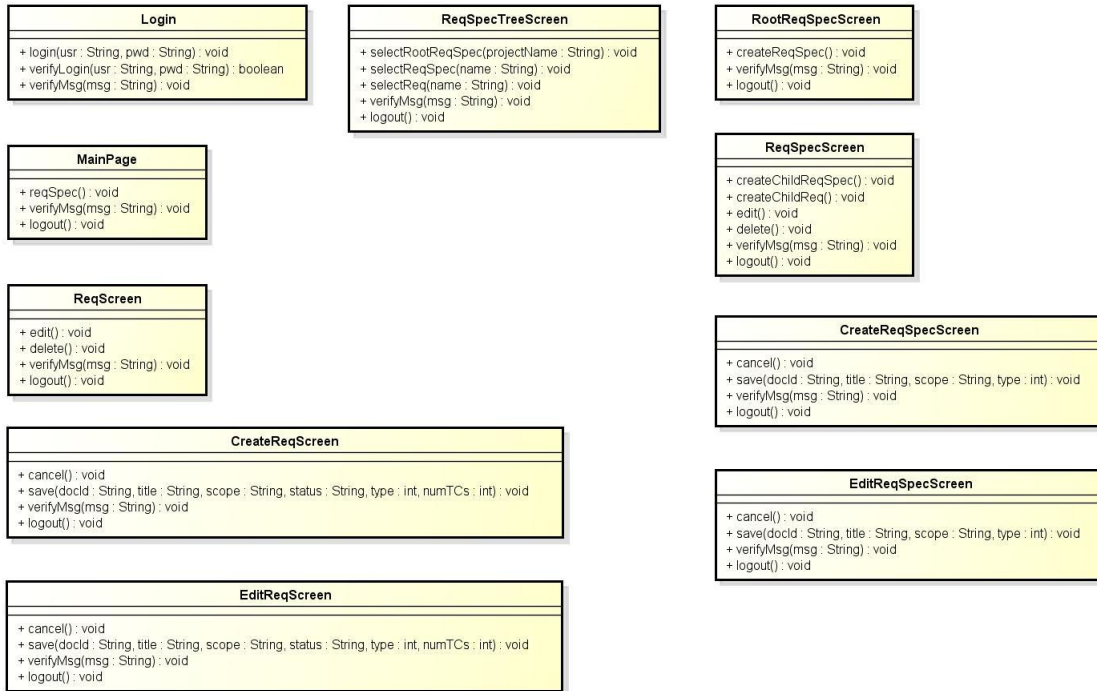 Login
+ login(usr : String, pwd : String) : void
+ verifyLogin(usr : String, pwd : String) : boolean
+ verifyMsg(msg : String) : void
ReqSpecTreeScreen
+ selectRootReqSpec(projectName : String) : void
+ selectReqSpec(name : String) : void
+ selectReq(name : String) : void
+ verifyMsg(msg : String) : void
+ logout() : void
RootReqSpecScreen
+ createReqSpec() : void
+ verifyMsg(msg : String) : void
+ logout() : void
MainPage
+ reqSpec() : void
+ verifyMsg(msg : String) : void
+ logout() : void
ReqSpecScreen
+ createChildReqSpec() : void
+ createChildReq() : void
+ edit() : void
+ delete() : void
+ verifyMsg(msg : String) : void
+ logout() : void
ReqScreen
+ edit() : void
+ delete() : void
+ verifyMsg(msg : String) : void
+ logout() : void
CreateReqSpecScreen
+ cancel() : void
+ save(docId : String, title : String, scope : String, type : int) : void
+ verifyMsg(msg : String) : void
+ logout() : void
CreateReqScreen
+ cancel() : void
+ save(docId : String, title : String, scope : String, status : String, type : int, numTCs : int) : void
+ verifyMsg(msg : String) : void
+ logout() : void
EditReqSpecScreen
+ cancel() : void
+ save(docId : String, title : String, scope : String, type : int) : void
+ verifyMsg(msg : String) : void
+ logout() : void
EditReqScreen
+ cancel() : void
+ save(docId : String, title : String, scope : String, status : String, type : int, numTCs : int) : void
+ verifyMsg(msg : String) : void
+ logout() : void